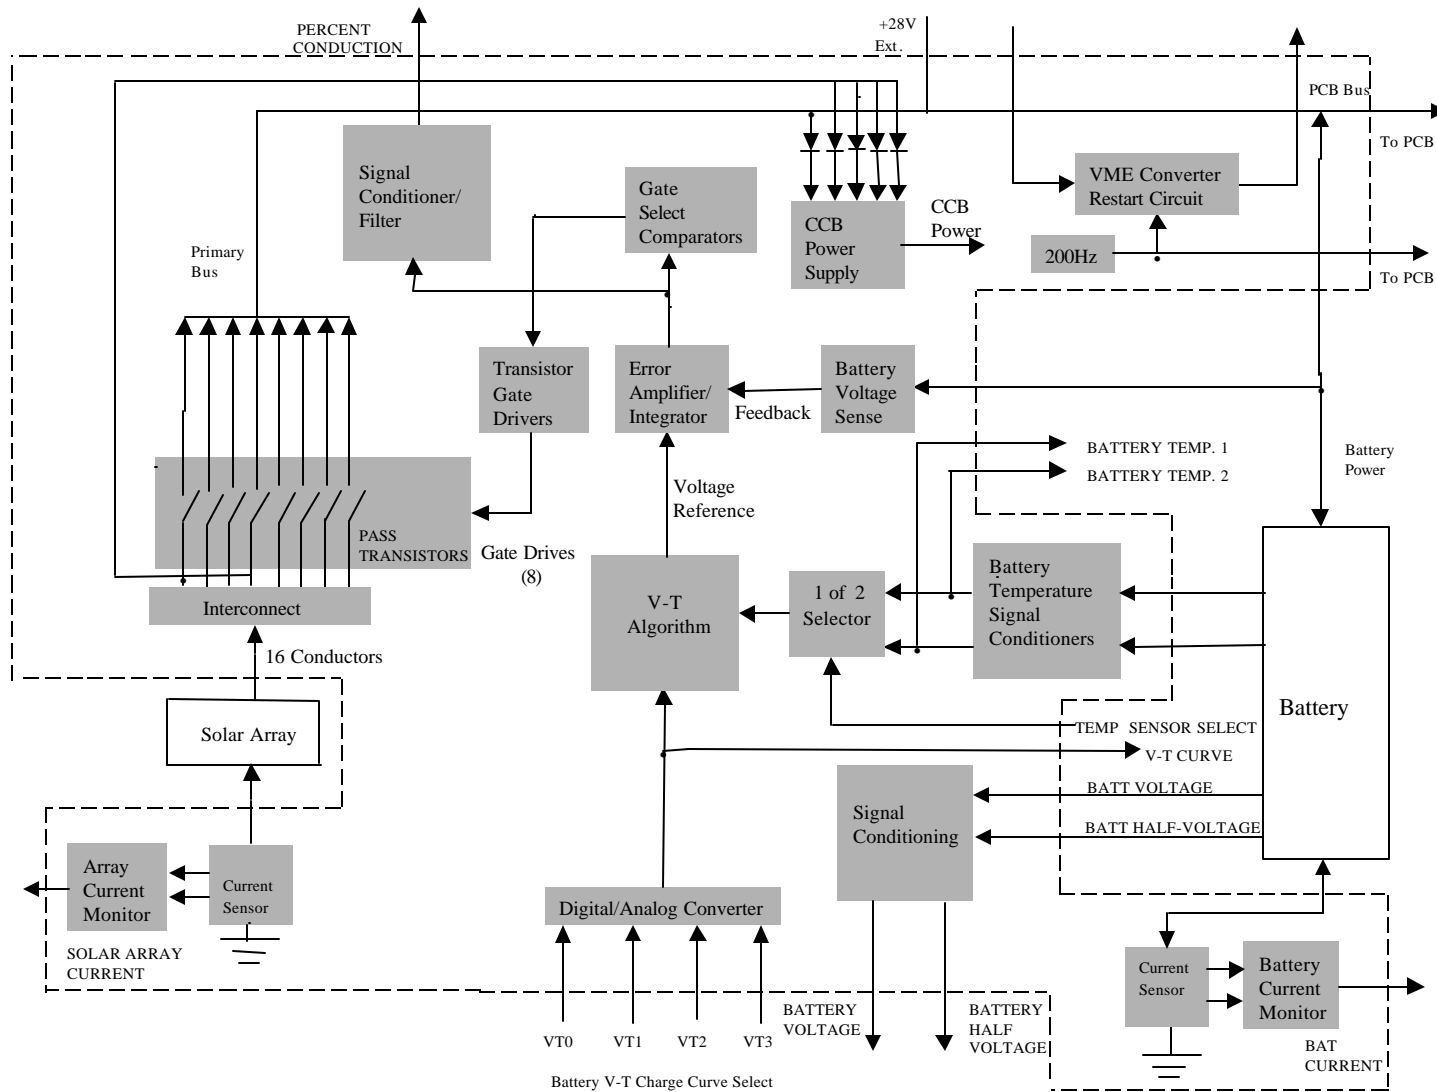 PERCENT
CONDUCTION
+28V
Ext.
PCB Bus
To PCB
Signal
Conditioner/
Filter
Gate
Select
Comparators
VME Converter
Restart Circuit
CCB
Power
Supply
CCB
Power
200Hz
To PCB
Primary
Bus
Transistor
Gate
Drivers
Error
Amplifier/
Integrator
Battery
Voltage
Sense
Feedback
BATTERY TEMP. 1
BATTERY TEMP. 2
Battery
Power
Voltage
Reference
PASS
TRANSISTORS
Gate Drives
(8)
Interconnect
V-T
Algorithm
1 of 2
Selector
Battery
Temperature
Signal
Conditioners
16 Conductors
Solar Array
Battery
TEMP SENSOR SELECT
V-T CURVE
BATT VOLTAGE
BATT HALF-VOLTAGE
Signal
Conditioning
Array
Current
Monitor
Current
Sensor
SOLAR ARRAY
CURRENT
Digital/Analog Converter
VT0
VT1
VT2
VT3
Battery V-T Charge Curve Select
BATTERY
VOLTAGE
BATTERY
HALF
VOLTAGE
Current
Sensor
Battery
Current
Monitor
BAT
CURRENT